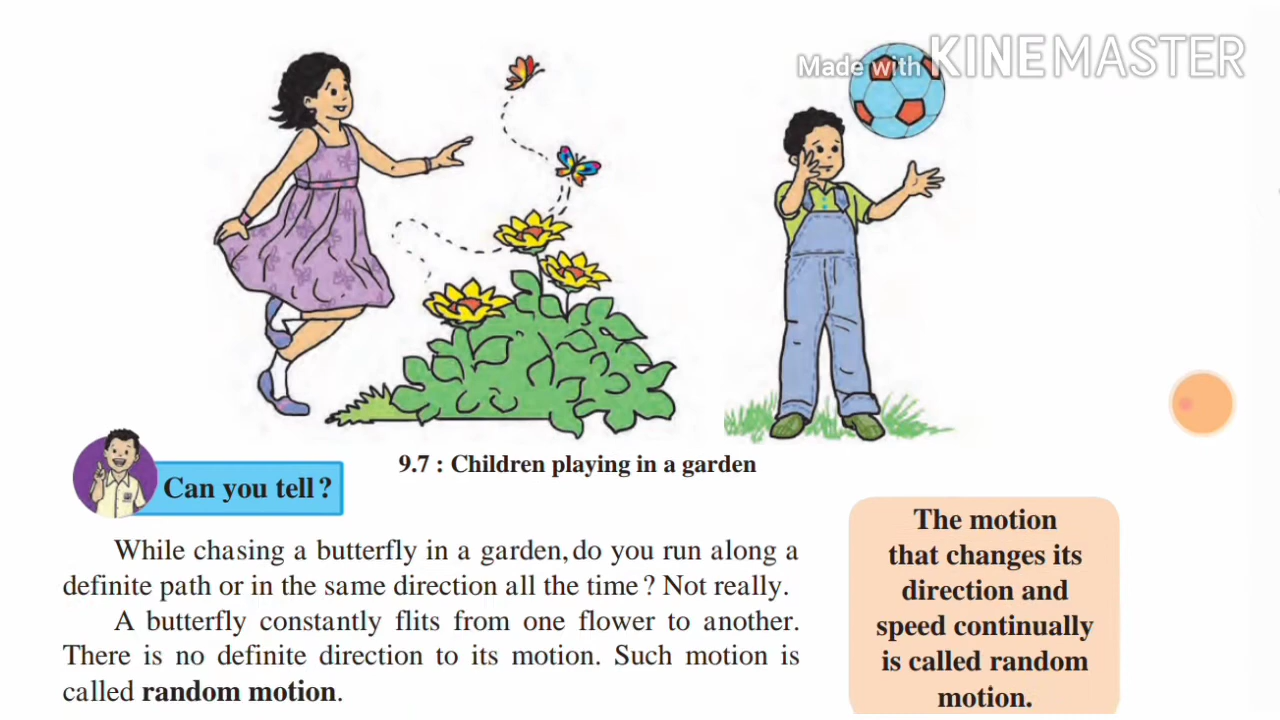 Made with KINEMASTER
9.7 : Children playing in a garden
Can you tell?
While chasing a butterfly in a garden, do you run along a
definite path or in the same direction all the time? Not really.
A butterfly constantly flits from one flower to another.
There is no definite direction to its motion. Such motion is
called random motion.
The motion
that changes its
direction and
speed continually
is called random
motion.